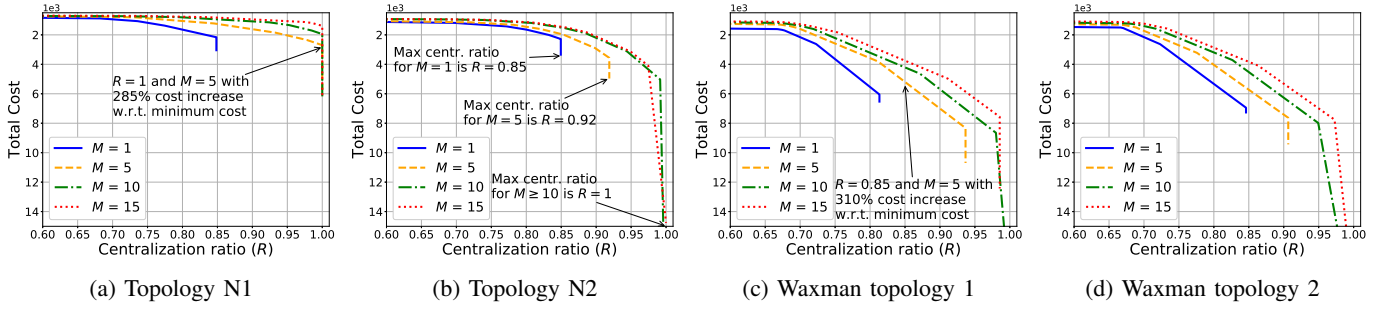 1e3
Total Cost
2
4
6
8
10
12
14
R = 1 and M = 5 with
285% cost increase
w.r.t. minimum cost
M = 1
M = 5
M = 10
M = 15
0.60 0.65 0.70 0.75 0.80 0.85 0.90 0.95 1.00
Centralization ratio (R)
(a) Topology N1
1e3
Total Cost
2
4
6
8
10
12
14
Max centr. ratio
for M = 1 is R = 0.85
Max centr. ratio
for M = 5 is R = 0.92
Max centr. ratio
for M ≥ 10 is R = 1
M = 1
M = 5
M = 10
M = 15
0.60 0.65 0.70 0.75 0.80 0.85 0.90 0.95 1.00
Centralization ratio (R)
(b) Topology N2
1e3
Total Cost
2
4
6
8
10
12
14
M = 1
M = 5
M = 10
M = 15
R = 0.85 and M = 5 with
310% cost increase
w.r.t. minimum cost
0.60 0.65 0.70 0.75 0.80 0.85 0.90 0.95 1.00
Centralization ratio (R)
(c) Waxman topology 1
1e3
Total Cost
2
4
6
8
10
12
14
M = 1
M = 5
M = 10
M = 15
0.60 0.65 0.70 0.75 0.80 0.85 0.90 0.95 1.00
Centralization ratio (R)
(d) Waxman topology 2